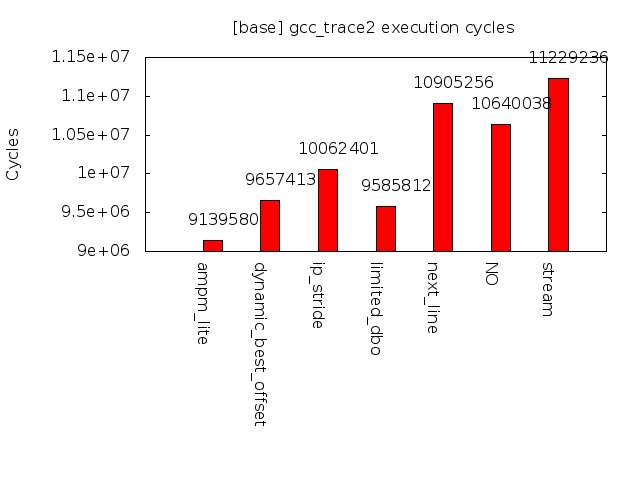 [base] gcc_trace2 execution cycles
Cycles
1.15e+07
1.1e+07
1.05e+07
1e+07
9.5e+06
9e+06
9139580
9657413
10062401
9585812
10905256
10640038
11229236
ampm_lite
dynamic_best_offset
ip_stride
limited_dbo
next_line
NO
stream